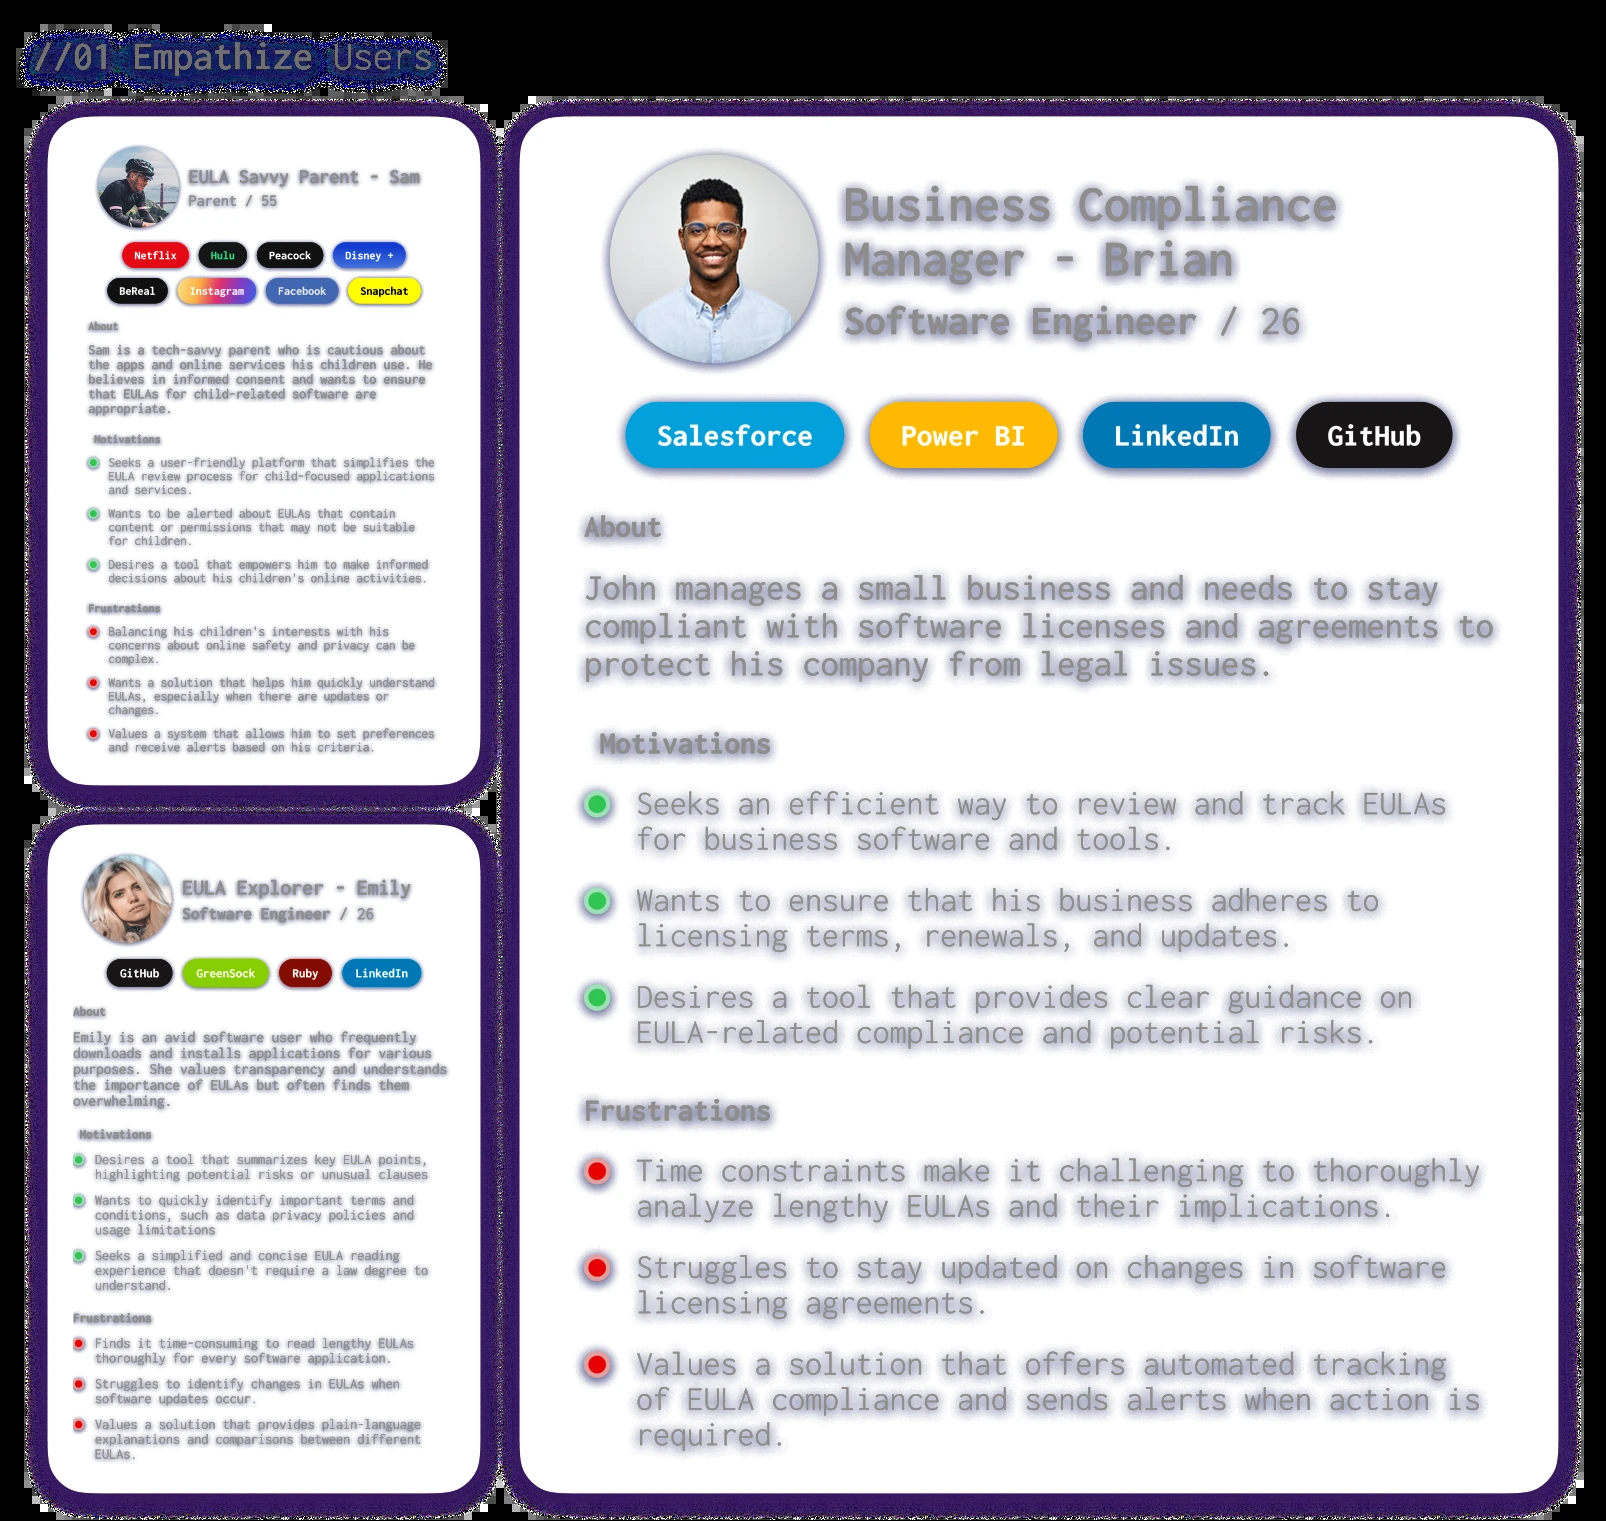 //01 Empathize Users
EULA Savvy Parent - Sam
Parent / 55
Netflix Hulu Peacock Disney +
BeReal Instagram Facebook Snapchat
About
Sam is a tech-savvy parent who is cautious about
the apps and online services his children use. He
believes in informed consent and wants to ensure
that EULAs for child-related software are
appropriate.
Motivations
Seeks a user-friendly platform that simplifies the
EULA review process for child-focused applications
and services.
Wants to be alerted about EULAs that contain
content or permissions that may not be suitable
for children.
Desires a tool that empowers him to make informed
decisions about his children's online activities.
Frustrations
Balancing his children's interests with his
concerns about online safety and privacy can be
complex.
Wants a solution that helps him quickly understand
EULAs, especially when there are updates or
changes.
Values a system that allows him to set preferences
and receive alerts based on his criteria.
EULA Explorer - Emily
Software Engineer / 26
GitHub GreenSock Ruby LinkedIn
About
Emily is an avid software user who frequently
downloads and installs applications for various
purposes. She values transparency and understands
the importance of EULAs but often finds them
overwhelming.
Motivations
Desires a tool that summarizes key EULA points,
highlighting potential risks or unusual clauses
Wants to quickly identify important terms and
conditions, such as data privacy policies and
usage limitations
Seeks a simplified and concise EULA reading
experience that doesn't require a law degree to
understand.
Frustrations
Finds it time-consuming to read lengthy EULAs
thoroughly for every software application.
Struggles to identify changes in EULAs when
software updates occur.
Values a solution that provides plain-language
explanations and comparisons between different
EULAs.
Business Compliance
Manager - Brian
Software Engineer / 26
Salesforce Power BI LinkedIn GitHub
About
John manages a small business and needs to stay
compliant with software licenses and agreements to
protect his company from legal issues.
Motivations
Seeks an efficient way to review and track EULAs
for business software and tools.
Wants to ensure that his business adheres to
licensing terms, renewals, and updates.
Desires a tool that provides clear guidance on
EULA-related compliance and potential risks.
Frustrations
Time constraints make it challenging to thoroughly
analyze lengthy EULAs and their implications.
Struggles to stay updated on changes in software
licensing agreements.
Values a solution that offers automated tracking
of EULA compliance and sends alerts when action is
required.